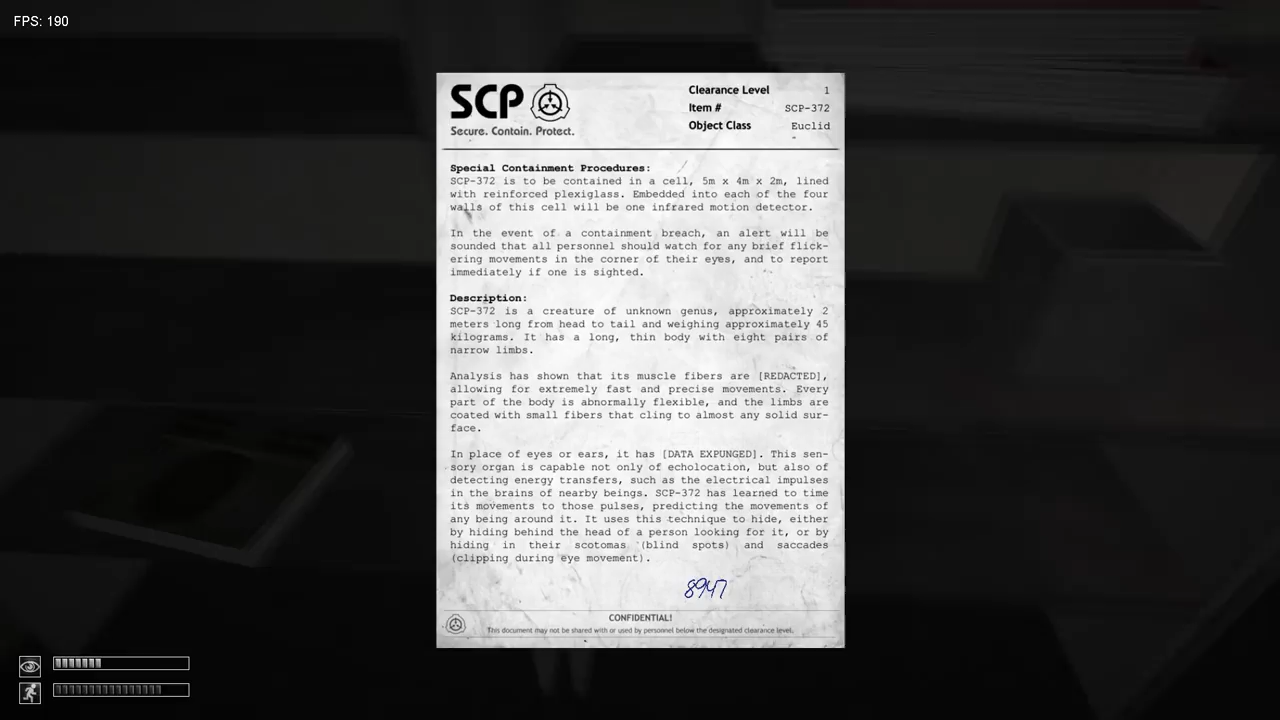 FPS: 190
SCP
Secure. Contain. Protect.
Clearance Level 1
Item # SCP-372
Object Class Euclid
Special Containment Procedures:
SCP-372 is to be contained in a cell, 5m x 4m x 2m, lined
with reinforced plexiglass. Embedded into each of the four
walls of this cell will be one infrared motion detector.
In the event of a containment breach, an alert will be
sounded that all personnel should watch for any brief flick-
ering movements in the corner of their eyes, and to report
immediately if one is sighted.
Description:
SCP-372 is a creature of unknown genus, approximately 2
meters long from head to tail and weighing approximately 45
kilograms. It has a long, thin body with eight pairs of
narrow limbs.
Analysis has shown that its muscle fibers are [REDACTED],
allowing for extremely fast and precise movements. Every
part of the body is abnormally flexible, and the limbs are
coated with small fibers that cling to almost any solid sur-
face.
In place of eyes or ears, it has [DATA EXPUNGED]. This sen-
sory organ is capable not only of echolocation, but also of
detecting energy transfers, such as the electrical impulses
in the brains of nearby beings. SCP-372 has learned to time
its movements to those pulses, predicting the movements of
any being around it. It uses this technique to hide, either
by hiding behind the head of a person looking for it, or by
hiding in their scotomas (blind spots) and saccades
(clipping during eye movement).
8947
CONFIDENTIAL!
This document may not be shared with or used by personnel below the designated clearance level.